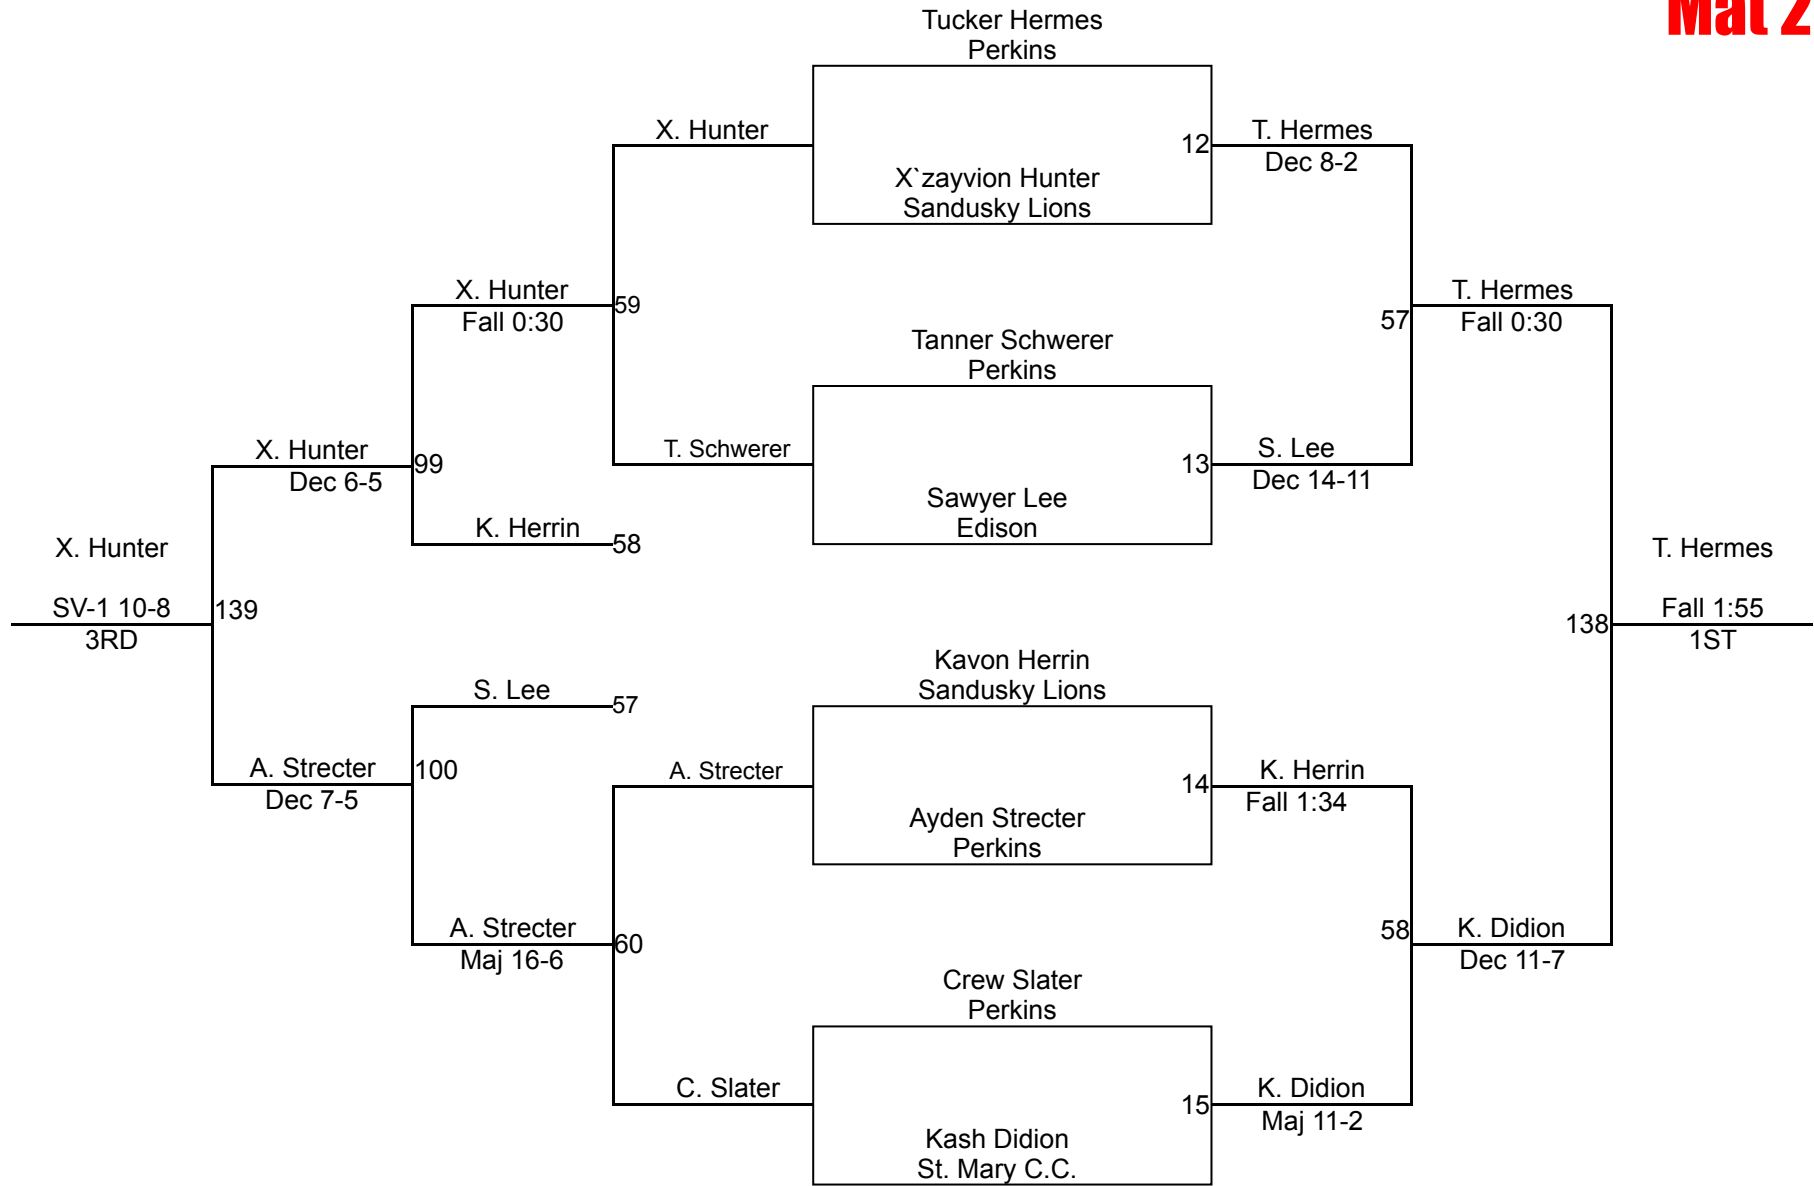 Mat 2
Tucker Hermes
Perkins
X. Hunter
12
T. Hermes
Dec 8-2
X`zayvion Hunter
Sandusky Lions
X. Hunter
59
Fall 0:30
T. Hermes
57
Fall 0:30
Tanner Schwerer
Perkins
X. Hunter
99
Dec 6-5
T. Schwerer
13
S. Lee
Dec 14-11
Sawyer Lee
Edison
K. Herrin
58
X. Hunter
SV-1 10-8
139
3RD
T. Hermes
138
Fall 1:55
1ST
Kavon Herrin
Sandusky Lions
S. Lee
57
A. Strecter
100
Dec 7-5
A. Strecter
14
K. Herrin
Fall 1:34
Ayden Strecter
Perkins
A. Strecter
60
Maj 16-6
58
K. Didion
Dec 11-7
Crew Slater
Perkins
C. Slater
15
K. Didion
Maj 11-2
Kash Didion
St. Mary C.C.